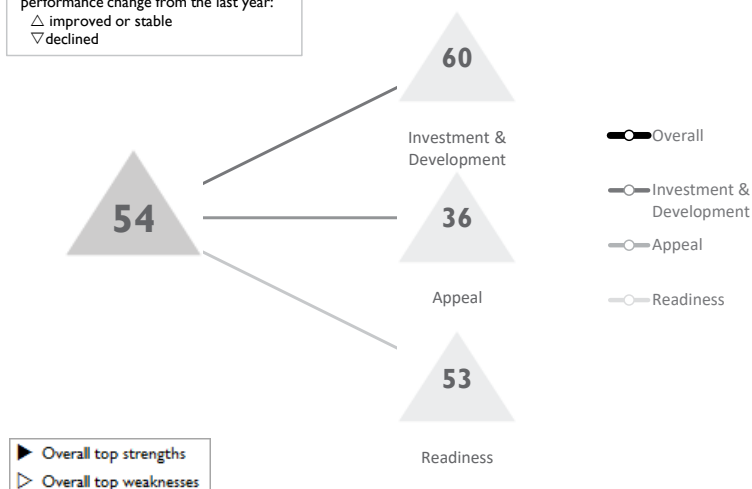 performance change from the last year:
△ improved or stable
▽ declined
60
Investment &
Development
54
36
Appeal
53
Readiness
Overall
Investment &
Development
Appeal
Readiness
▶ Overall top strengths
▷ Overall top weaknesses